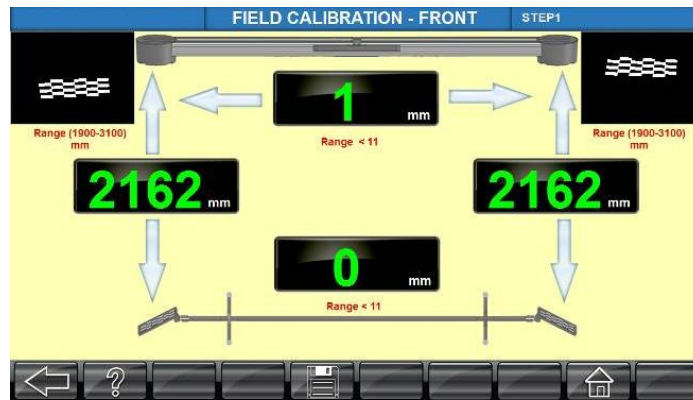 FIELD CALIBRATION - FRONT STEP1
1 mm
Range (1900-3100)
mm
Range < 11
Range (1900-3100)
mm
2162 mm
2162 mm
0 mm
Range < 11
?